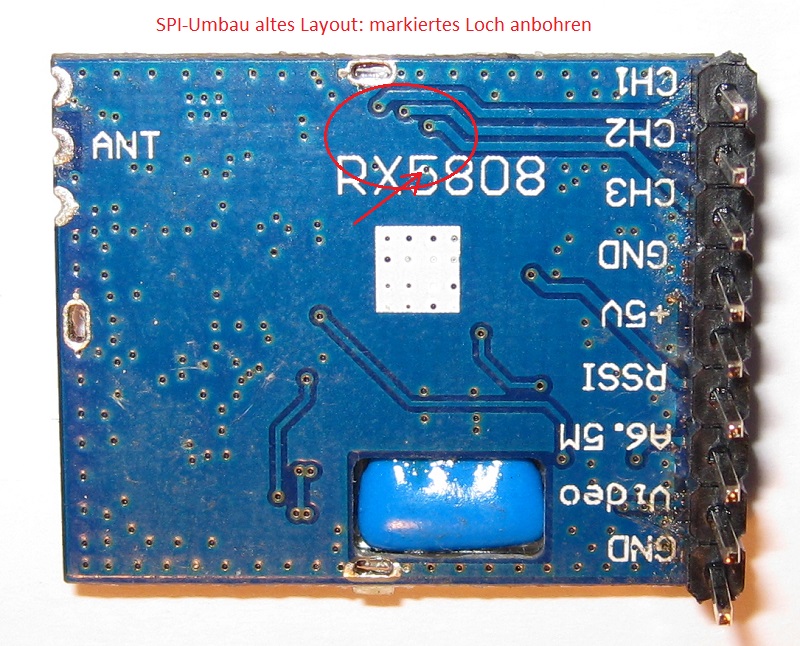 SPI-Umbau altes Layout: markiertes Loch anbohren
CH1
ANT
CH2
RX5808
CH3
GND
+5V
RSSI
A6.5M
Video
GND